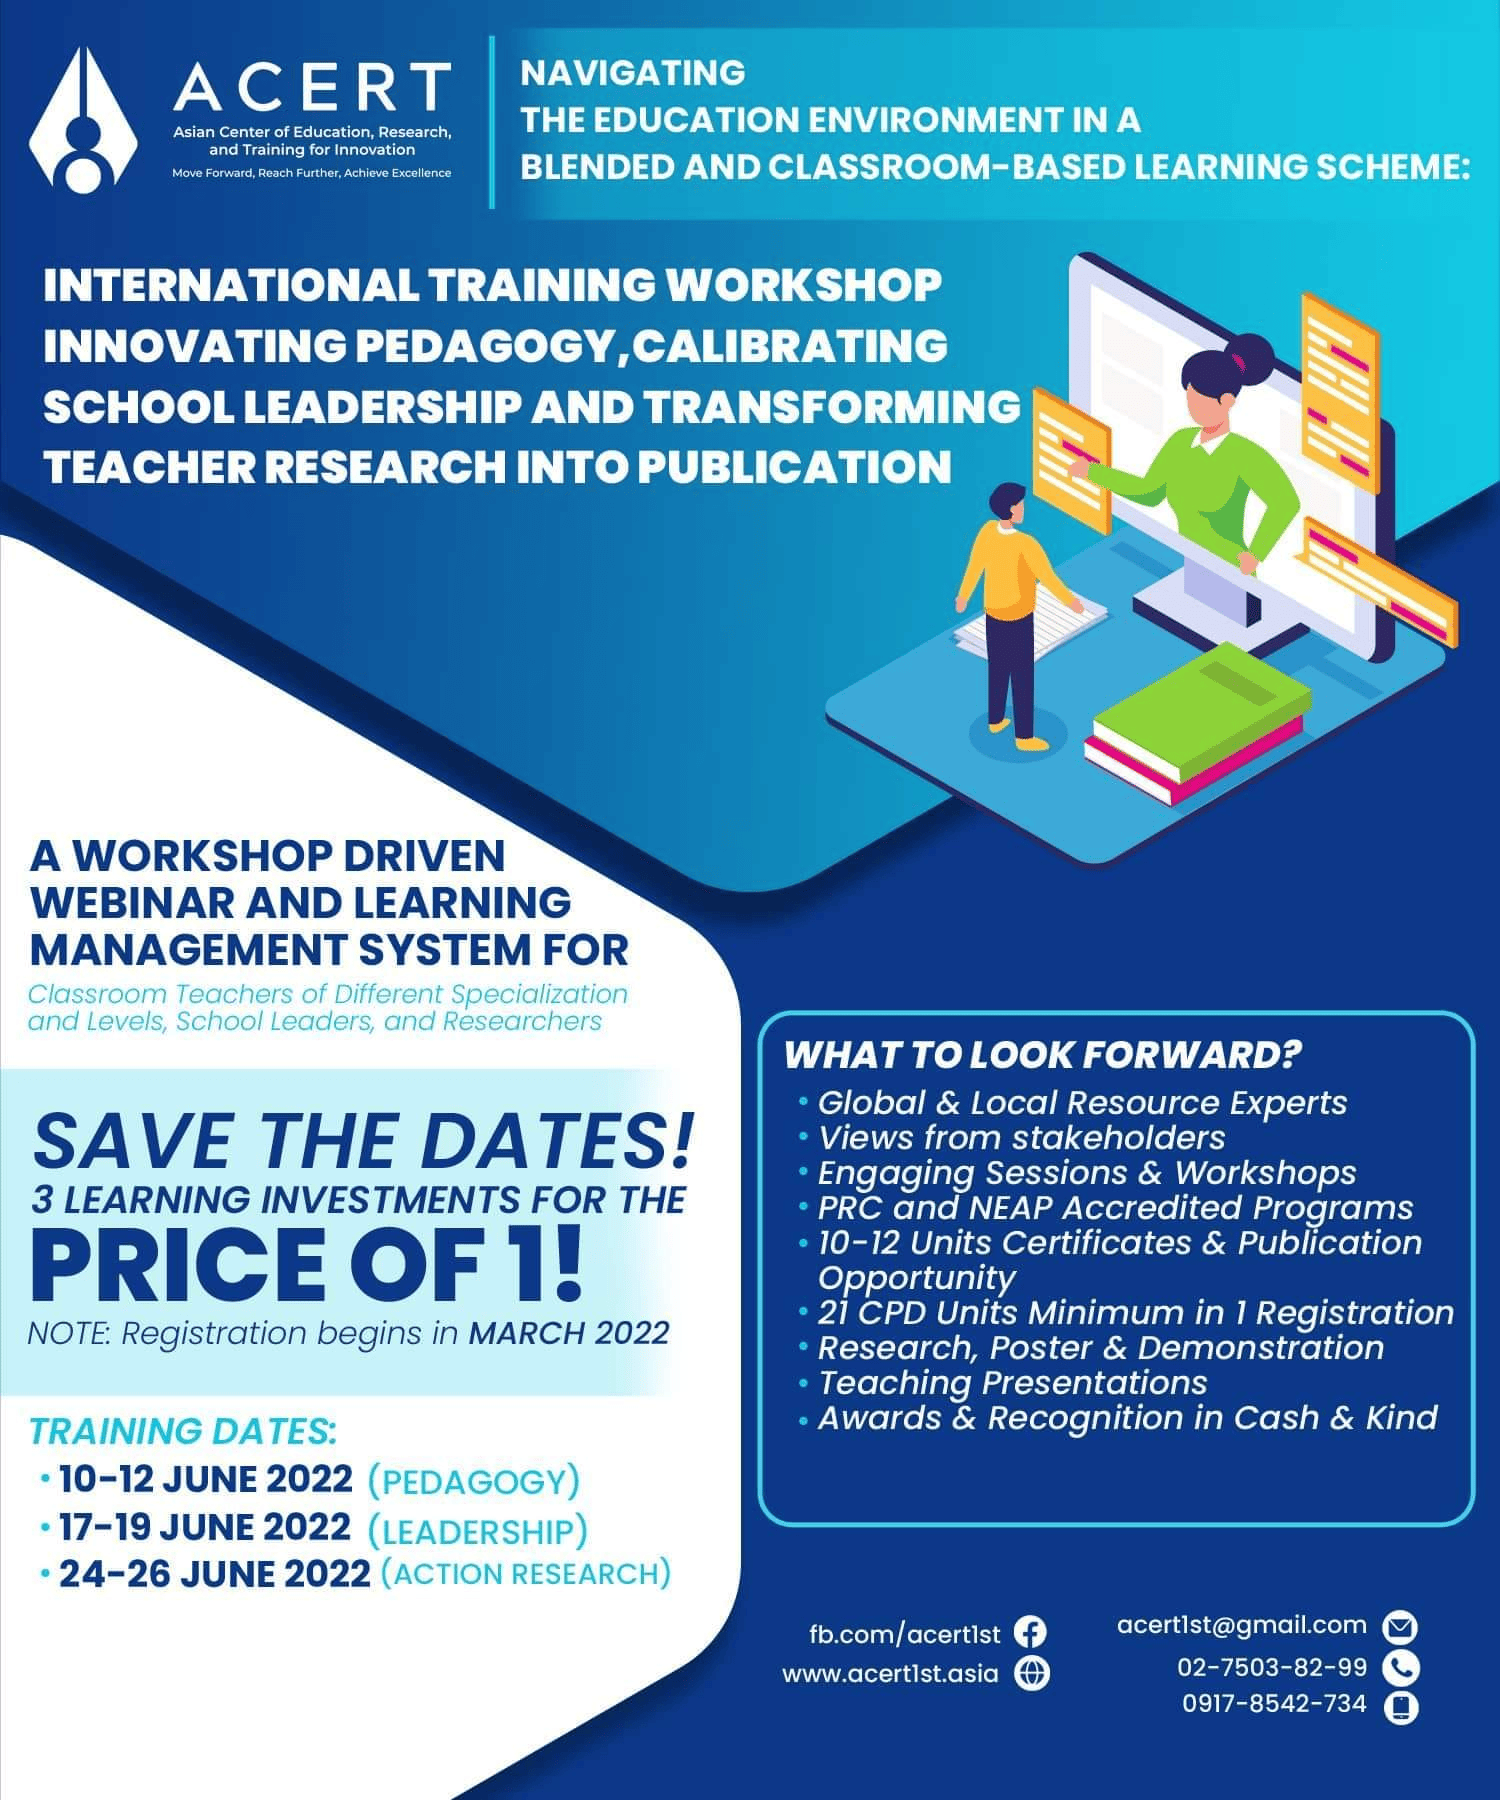 ACERT
Asian Center of Education, Research,
and Training for Innovation
Move Forward, Reach Further, Achieve Excellence
NAVIGATING
THE EDUCATION ENVIRONMENT IN A
BLENDED AND CLASSROOM-BASED LEARNING SCHEME:
INTERNATIONAL TRAINING WORKSHOP
INNOVATING PEDAGOGY,CALIBRATING
SCHOOL LEADERSHIP AND TRANSFORMING
TEACHER RESEARCH INTO PUBLICATION
A WORKSHOP DRIVEN
WEBINAR AND LEARNING
MANAGEMENT SYSTEM FOR
Classroom Teachers of Different Specialization
and Levels, School Leaders, and Researchers
SAVE THE DATES!
3 LEARNING INVESTMENTS FOR THE
PRICE OF 1!
NOTE: Registration begins in MARCH 2022
TRAINING DATES:
• 10-12 JUNE 2022 (PEDAGOGY)
• 17-19 JUNE 2022 (LEADERSHIP)
• 24-26 JUNE 2022 (ACTION RESEARCH)
WHAT TO LOOK FORWARD?
• Global & Local Resource Experts
• Views from stakeholders
• Engaging Sessions & Workshops
• PRC and NEAP Accredited Programs
• 10-12 Units Certificates & Publication
Opportunity
• 21 CPD Units Minimum in 1 Registration
• Research, Poster & Demonstration
• Teaching Presentations
• Awards & Recognition in Cash & Kind
fb.com/acert1st
www.acert1st.asia
acert1st@gmail.com
02-7503-82-99
0917-8542-734